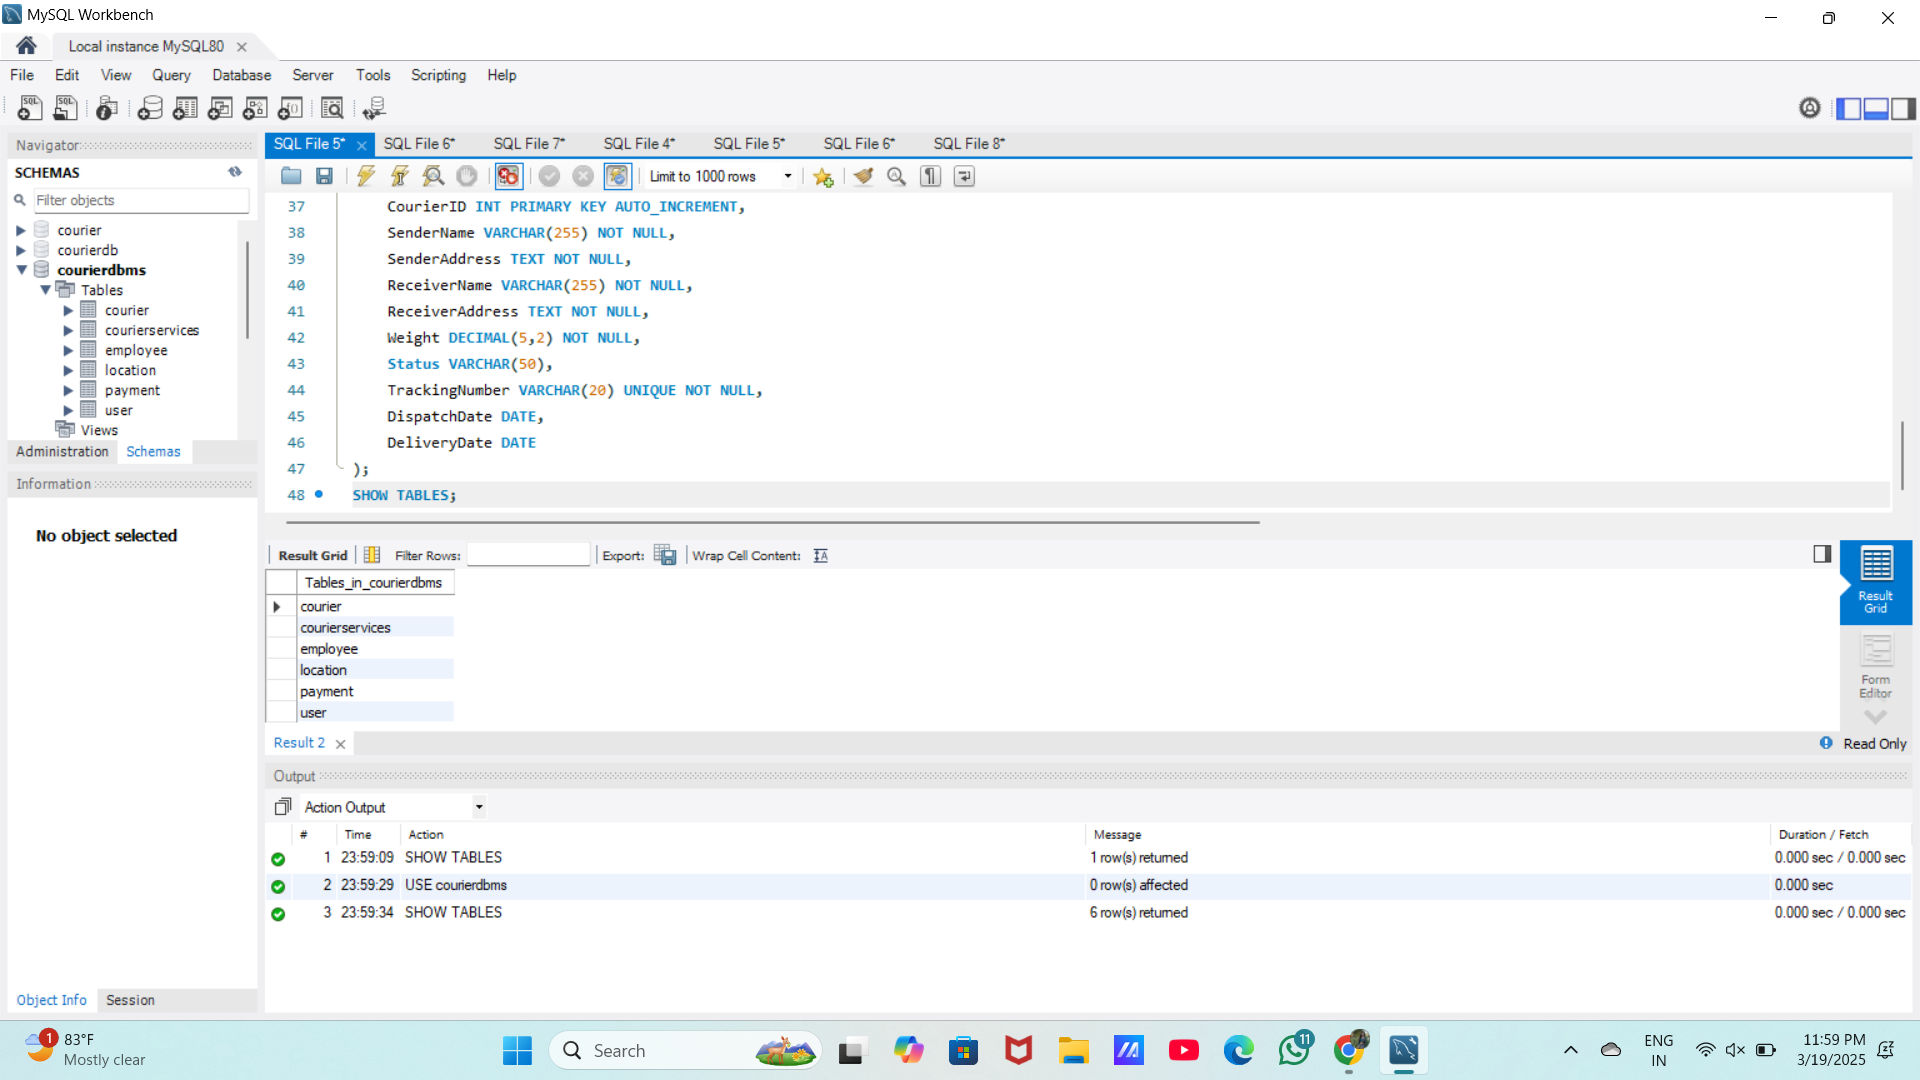 MySQL Workbench
Local instance MySQL80
File Edit View Query Database Server Tools Scripting Help
Navigator
SCHEMAS
Filter objects
courier
courierdb
courierdbms
Tables
courier
courierservices
employee
location
payment
user
Views
Administration Schemas
Information
No object selected
Object Info Session
SQL File 5* SQL File 6* SQL File 7* SQL File 4* SQL File 5* SQL File 6* SQL File 8*
Limit to 1000 rows
37 CourierID INT PRIMARY KEY AUTO_INCREMENT,
38 SenderName VARCHAR(255) NOT NULL,
39 SenderAddress TEXT NOT NULL,
40 ReceiverName VARCHAR(255) NOT NULL,
41 ReceiverAddress TEXT NOT NULL,
42 Weight DECIMAL(5,2) NOT NULL,
43 Status VARCHAR(50),
44 TrackingNumber VARCHAR(20) UNIQUE NOT NULL,
45 DispatchDate DATE,
46 DeliveryDate DATE
47 );
48 SHOW TABLES;
Result Grid Filter Rows: Export: Wrap Cell Content:
Tables_in_courierdbms
courier
courierservices
employee
location
payment
user
Result Grid
Form Editor
Result 2
Read Only
Output
Action Output
# Time Action Message Duration / Fetch
1 23:59:09 SHOW TABLES 1 row(s) returned 0.000 sec / 0.000 sec
2 23:59:29 USE courierdbms 0 row(s) affected 0.000 sec
3 23:59:34 SHOW TABLES 6 row(s) returned 0.000 sec / 0.000 sec
1
83°F
Mostly clear
Search
11
ENG
IN
11:59 PM
3/19/2025